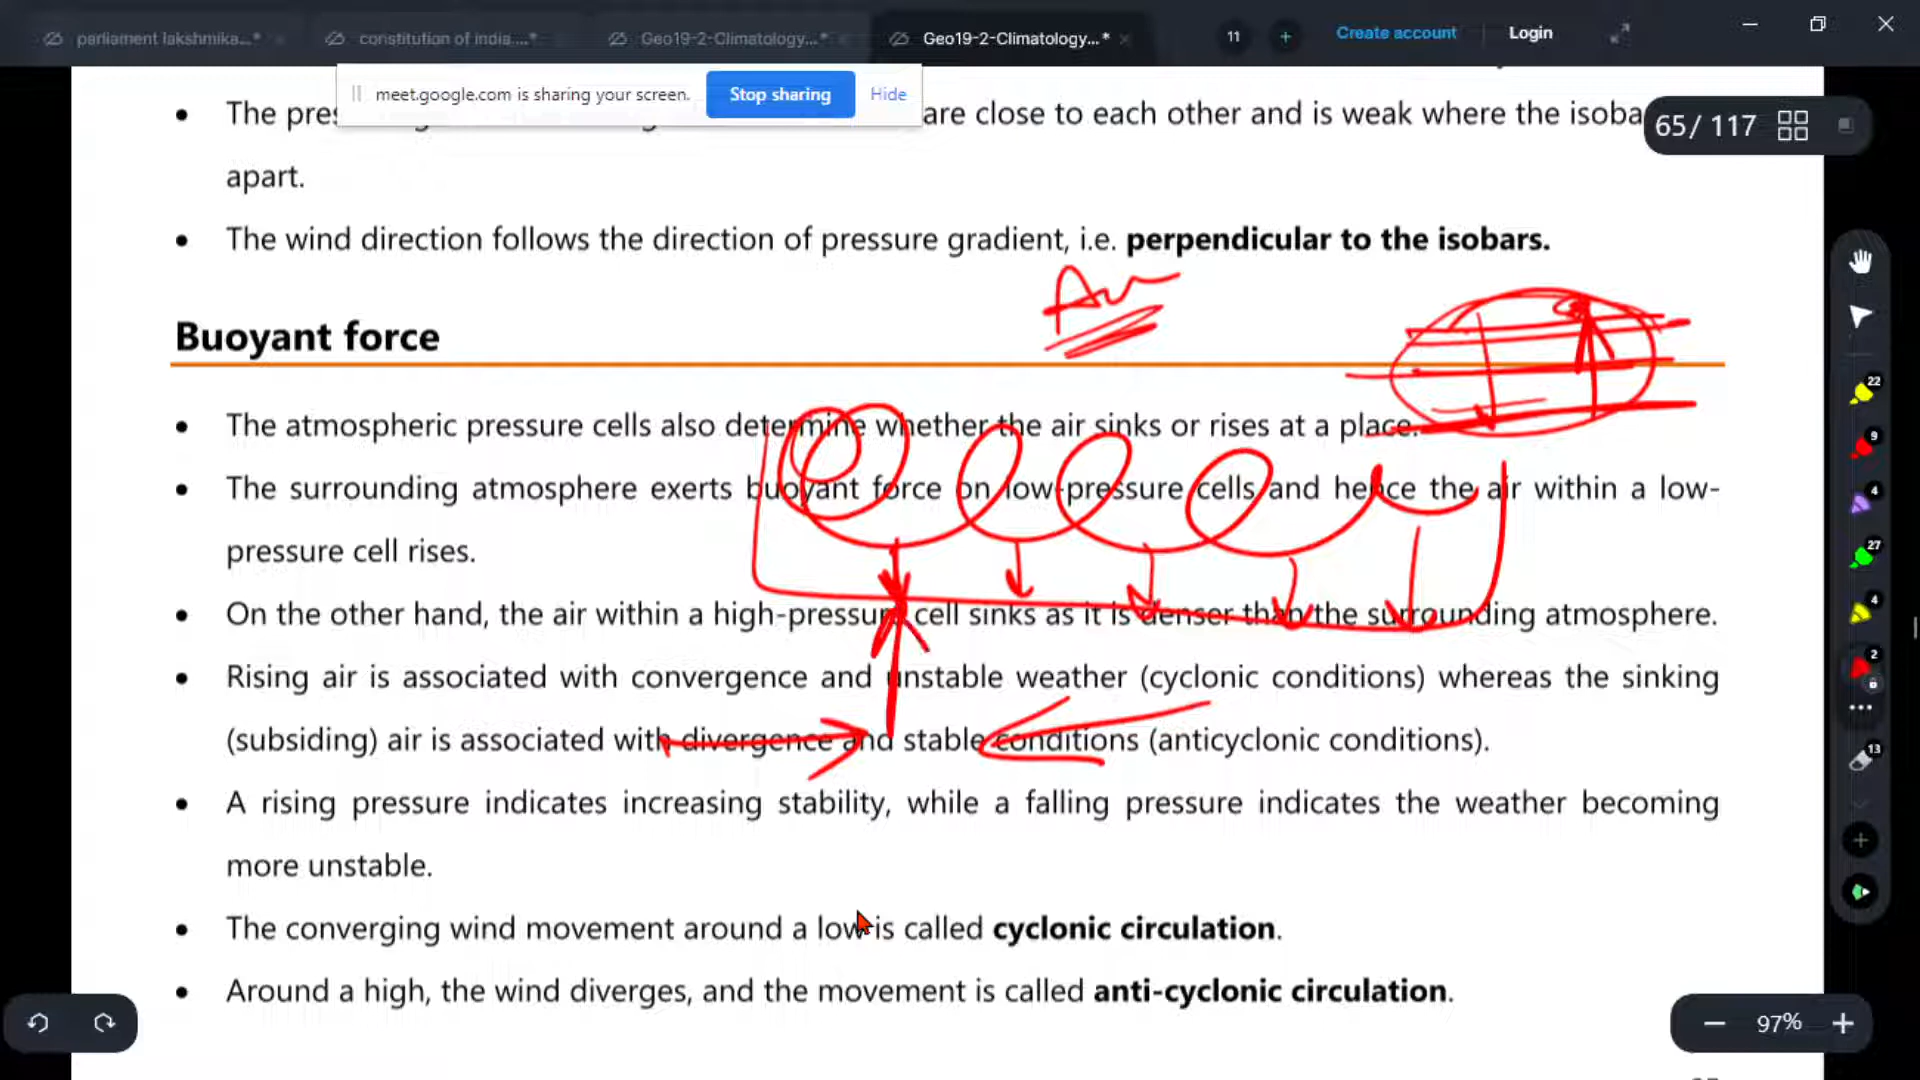 parliament lakshmika...* constitution of india ....* Geo19-2-Climatology...* Geo19-2-Climatology...* 11 + Create account Login
meet.google.com is sharing your screen. Stop sharing Hide
The are close to each other and is weak where the
65/ 117
apart.
The wind direction follows the direction of pressure gradient, i.e. perpendicular to the isobars.
Buoyant force
The atmospheric pressure cells also determine whether the air sinks or rises at a place.
The surrounding atmosphere exerts buoyant force on low-pressure cells and hence the air within a low-
pressure cell rises.
On the other hand, the air within a high-pressure cell sinks as it is denser than the surrounding atmosphere.
Rising air is associated with convergence and unstable weather (cyclonic conditions) whereas the sinking
(subsiding) air is associated with divergence and stable conditions (anticyclonic conditions).
A rising pressure indicates increasing stability, while a falling pressure indicates the weather becoming
more unstable.
The converging wind movement around a low is called cyclonic circulation.
Around a high, the wind diverges, and the movement is called anti-cyclonic circulation.
22
9
4
27
4
2
13
97%